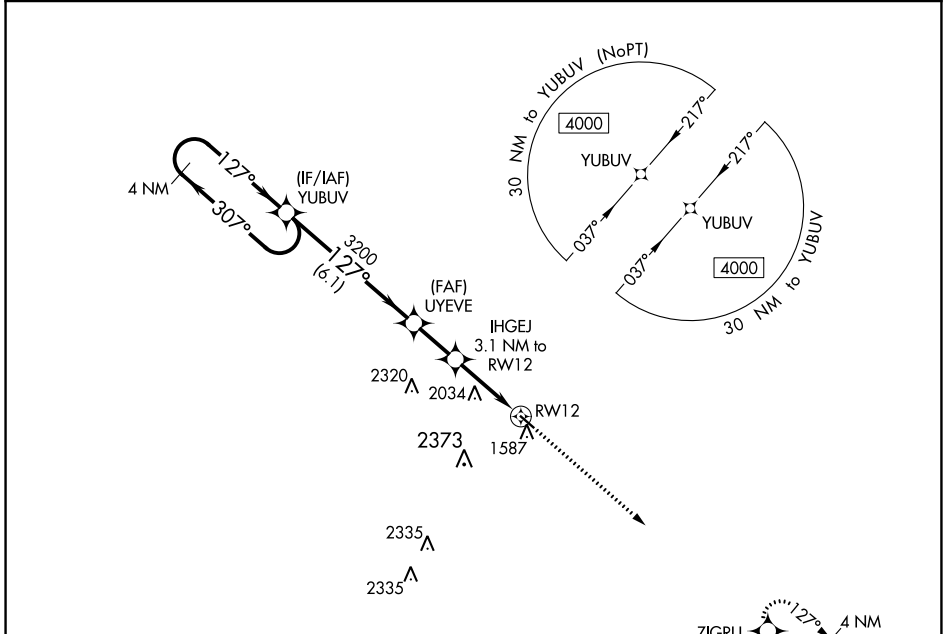 30 NM to YUBUV (NoPT)
4000
217°
YUBUV
037°
217°
YUBUV
037°
4000
30 NM to YUBUV
127°
4 NM
307°
(IF/IAF)
YUBUV
3200
127°
(6.1)
(FAF)
UYEVE
IHGEJ
3.1 NM to
RW12
2320
2034
RW12
1587
2373
2335
2335
127°
4 NM